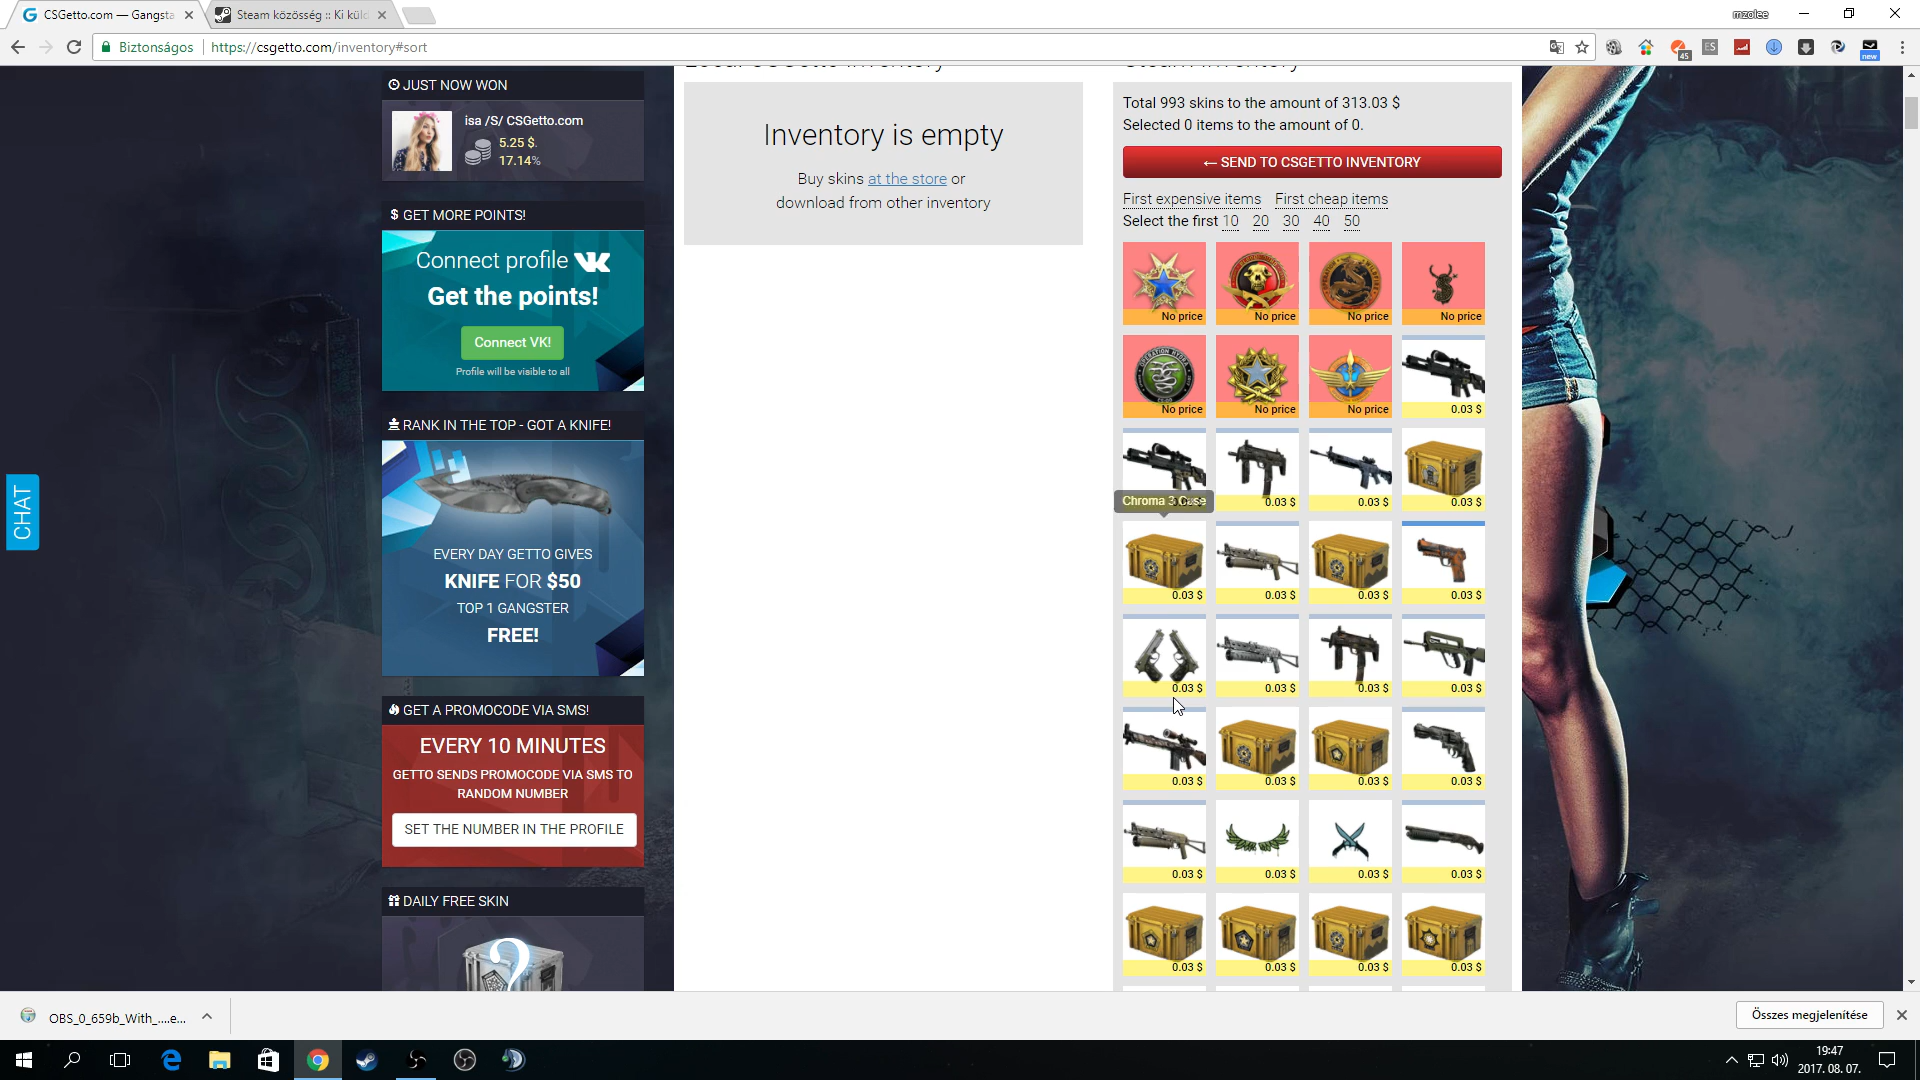 CSGetto.com — Gangsta
Steam közösség :: Ki kül
mzolee
Biztonságos
https://csgetto.com/inventory#sort
45
ES
new
JUST NOW WON
isa /S/ CSGetto.com
5.25 $.
17.14%
$ GET MORE POINTS!
Connect profile
Get the points!
Connect VK!
Profile will be visible to all
RANK IN THE TOP - GOT A KNIFE!
EVERY DAY GETTO GIVES
KNIFE FOR $50
TOP 1 GANGSTER
FREE!
GET A PROMOCODE VIA SMS!
EVERY 10 MINUTES
GETTO SENDS PROMOCODE VIA SMS TO
RANDOM NUMBER
SET THE NUMBER IN THE PROFILE
DAILY FREE SKIN
?
CHAT
Local CSGetto Inventory
Inventory is empty
Buy skins at the store or
download from other inventory
Steam Inventory
Total 993 skins to the amount of 313.03 $
Selected 0 items to the amount of 0.
← SEND TO CSGETTO INVENTORY
First expensive items First cheap items
Select the first 10 20 30 40 50
No price No price No price No price
No price No price No price 0.03 $
Chroma 3 Case
0.03 $ 0.03 $ 0.03 $
0.03 $ 0.03 $ 0.03 $ 0.03 $
0.03 $ 0.03 $ 0.03 $ 0.03 $
0.03 $ 0.03 $ 0.03 $ 0.03 $
0.03 $ 0.03 $ 0.03 $ 0.03 $
0.03 $ 0.03 $ 0.03 $ 0.03 $
OBS_0_659b_With_....e...
Összes megjelenítése
19:47
2017. 08. 07.